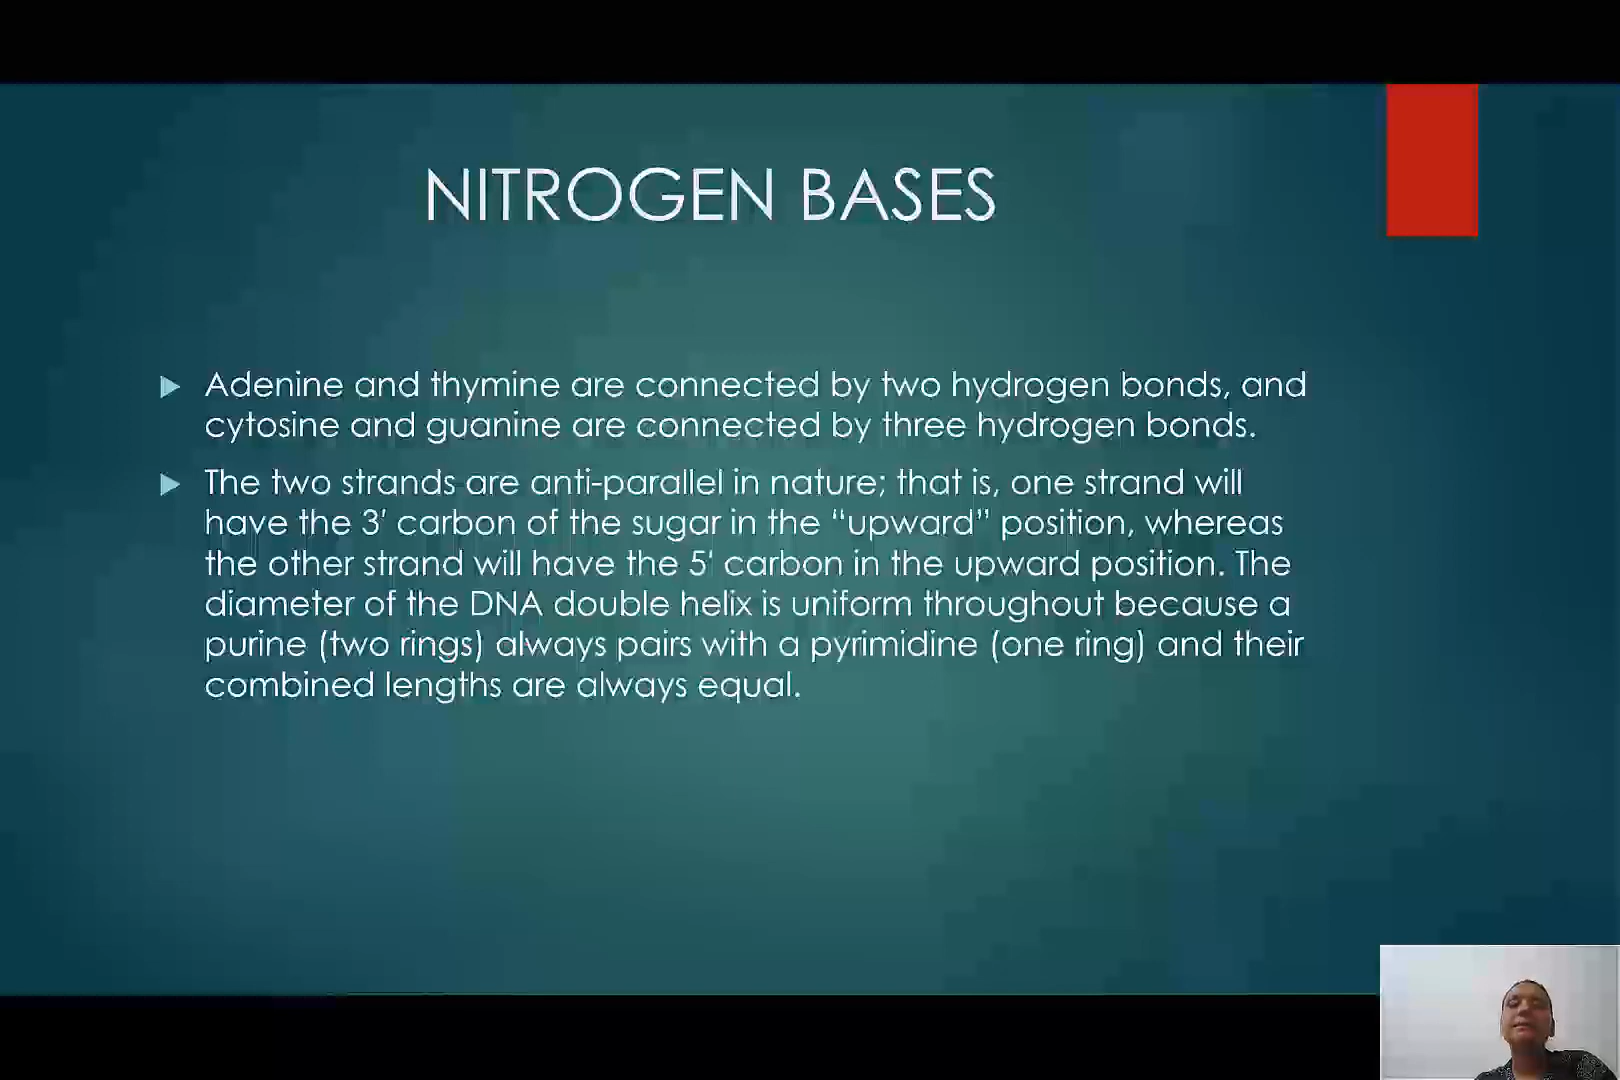 NITROGEN BASES
Adenine and thymine are connected by two hydrogen bonds, and
cytosine and guanine are connected by three hydrogen bonds.
The two strands are anti-parallel in nature; that is, one strand will
have the 3′ carbon of the sugar in the “upward” position, whereas
the other strand will have the 5′ carbon in the upward position. The
diameter of the DNA double helix is uniform throughout because a
purine (two rings) always pairs with a pyrimidine (one ring) and their
combined lengths are always equal.